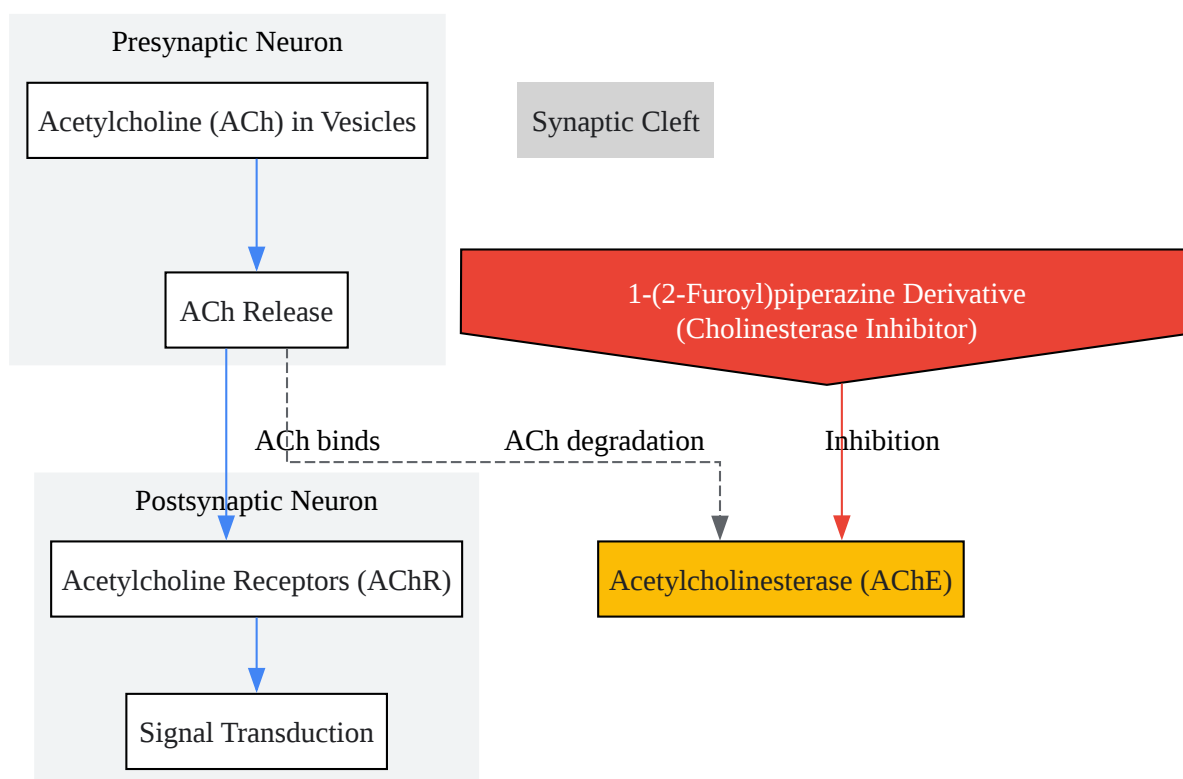 Presynaptic Neuron
Acetylcholine (ACh) in Vesicles
Synaptic Cleft
ACh Release
1-(2-Furoyl)piperazine Derivative
(Cholinesterase Inhibitor)
ACh binds
ACh degradation
Inhibition
Postsynaptic Neuron
Acetylcholine Receptors (AChR)
Acetylcholinesterase (AChE)
Signal Transduction